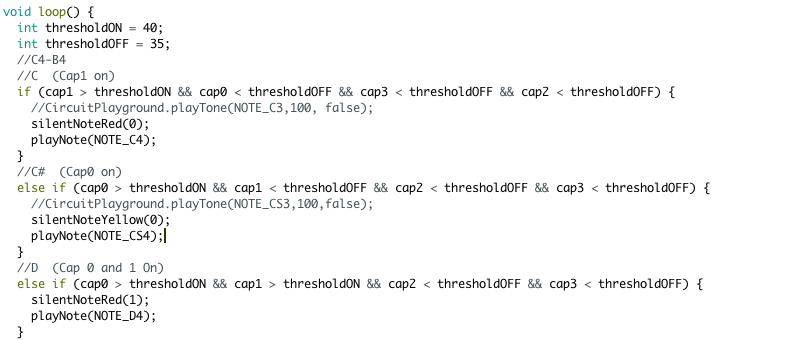 void loop() {
  int thresholdON = 40;
  int thresholdOFF = 35;
  //C4-B4
  //C  (Cap1 on)
  if (cap1 > thresholdON && cap0 < thresholdOFF && cap3 < thresholdOFF && cap2 < thresholdOFF) {
    //CircuitPlayground.playTone(NOTE_C3,100, false);
    silentNoteRed(0);
    playNote(NOTE_C4);
  }
  //C#  (Cap0 on)
  else if (cap0 > thresholdON && cap1 < thresholdOFF && cap2 < thresholdOFF && cap3 < thresholdOFF) {
    //CircuitPlayground.playTone(NOTE_CS3,100,false);
    silentNoteYellow(0);
    playNote(NOTE_CS4);
  }
  //D  (Cap 0 and 1 On)
  else if (cap0 > thresholdON && cap1 > thresholdON && cap2 < thresholdOFF && cap3 < thresholdOFF) {
    silentNoteRed(1);
    playNote(NOTE_D4);
  }